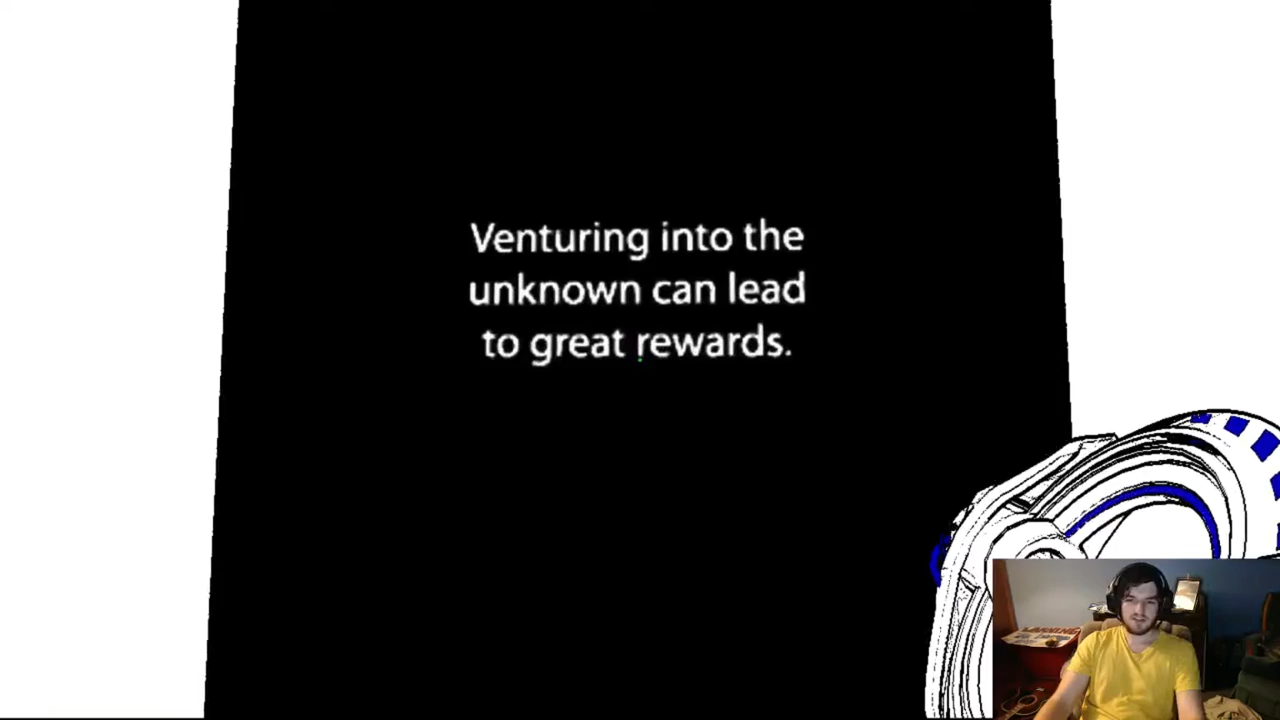 Venturing into the
unknown can lead
to great rewards.